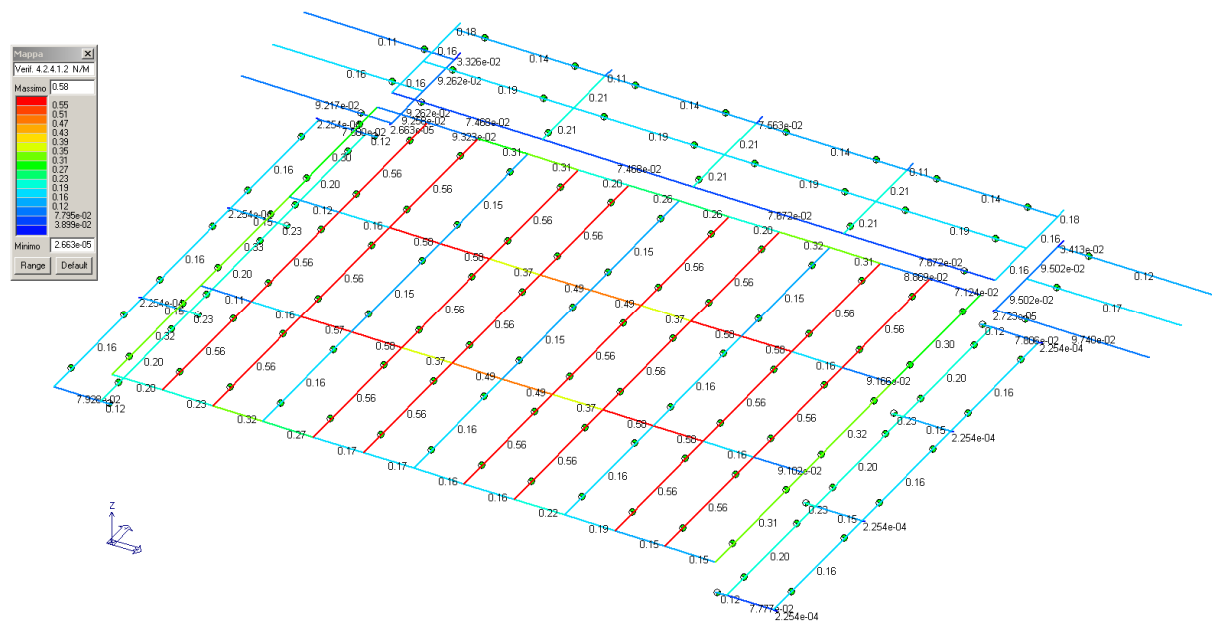 Mappa
Verif. 4.2.4.1.2 N/M
Massimo 0.58
0.55
0.51
0.47
0.43
0.39
0.35
0.31
0.27
0.23
0.19
0.16
0.12
7.795e-02
3.899e-02
Minimo 2.663e-05
Range Default
0.11 0.16 0.18
3.326e-02 0.14 0.11
0.16 0.16 9.262e-02 0.19 0.21 0.14
9.217e-02 9.262e-02 7.468e-02 0.21 0.19 0.21 7.563e-02 0.14
2.663e-05 9.323e-02 0.12
0.16 0.30 0.56 0.31 0.31 7.468e-02 0.21 0.19 0.11 0.14
0.20 0.56 0.56 0.15 0.20 0.26 0.21 0.19 0.18
0.15 0.23 0.12 0.16 0.58 0.56 0.56 0.26 0.20 7.672e-02 0.16
0.16 0.33 0.20 0.56 0.58 0.15 0.32 0.31 7.672e-02 0.16 3.413e-02
0.15 0.23 0.11 0.56 0.37 0.56 0.56 0.15 8.869e-02 9.502e-02 0.12
0.16 0.32 0.16 0.15 0.49 0.56 0.56 7.124e-02 9.502e-02 0.17
0.20 0.56 0.57 0.56 0.49 0.15 0.56 2.723e-05
0.56 0.58 0.56 0.37 0.56 0.30 0.12 7.806e-02 9.740e-02
0.20 0.16 0.37 0.15 0.58 0.56 2.254e-04
7.928e-02 0.12 0.23 0.56 0.49 0.56 0.58 0.15 0.16 0.20
0.32 0.56 0.49 0.56 0.56 9.166e-02 0.16
0.27 0.16 0.37 0.16 0.56 0.32 0.23 0.15 2.254e-04
0.17 0.56 0.58 0.56 0.58
0.17 0.56 0.16 0.16 9.102e-02 0.20 0.16
0.16 0.56 0.56 0.31 0.23 0.15 2.254e-04
0.16 0.22 0.56 0.20
0.19 0.15 0.15 0.16
0.12 7.777e-02 2.254e-04
Z